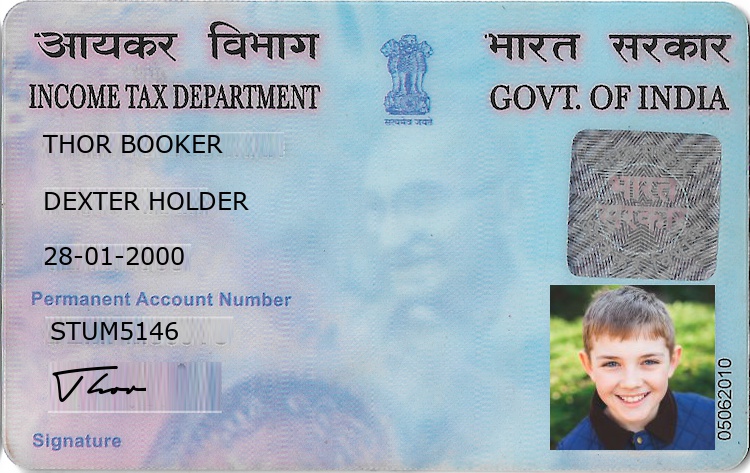 आयकर विभाग
भारत सरकार
INCOME TAX DEPARTMENT
GOVT. OF INDIA
सत्यमेव जयते
THOR BOOKER
भारत
सरकार
DEXTER HOLDER
28-01-2000
Permanent Account Number
STUM5146
Thor
Signature
05062010